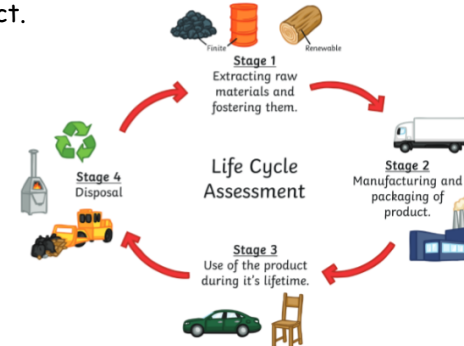 ct.
Finite
Renewable
Stage 1
Extracting raw
materials and
fostering them.
Life Cycle
Assessment
Stage 2
Manufacturing and
packaging of
product.
Stage 3
Use of the product
during it's lifetime.
Stage 4
Disposal